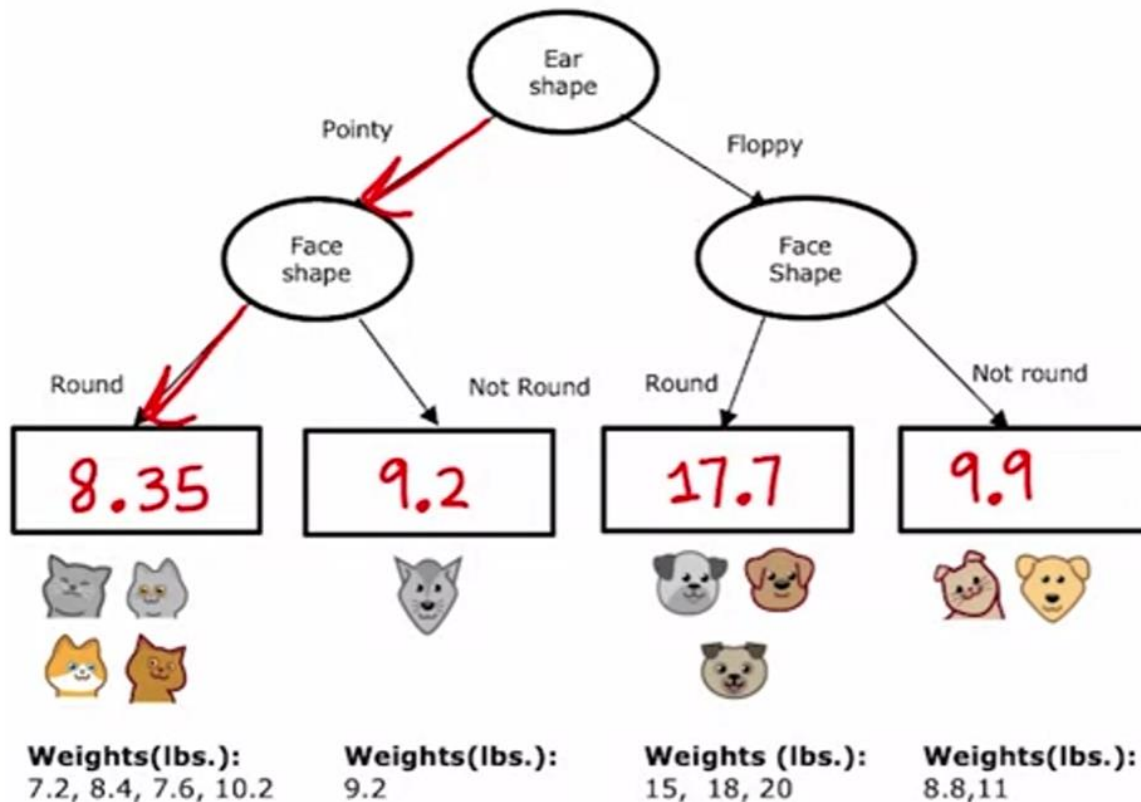 Ear
shape
Pointy
Floppy
Face
shape
Face
Shape
Round
Not Round
Round
Not round
8.35
9.2
17.7
9.9
Weights(lbs.):
7.2, 8.4, 7.6, 10.2
Weights(lbs.):
9.2
Weights (lbs.):
15, 18, 20
Weights(lbs.):
8.8,11